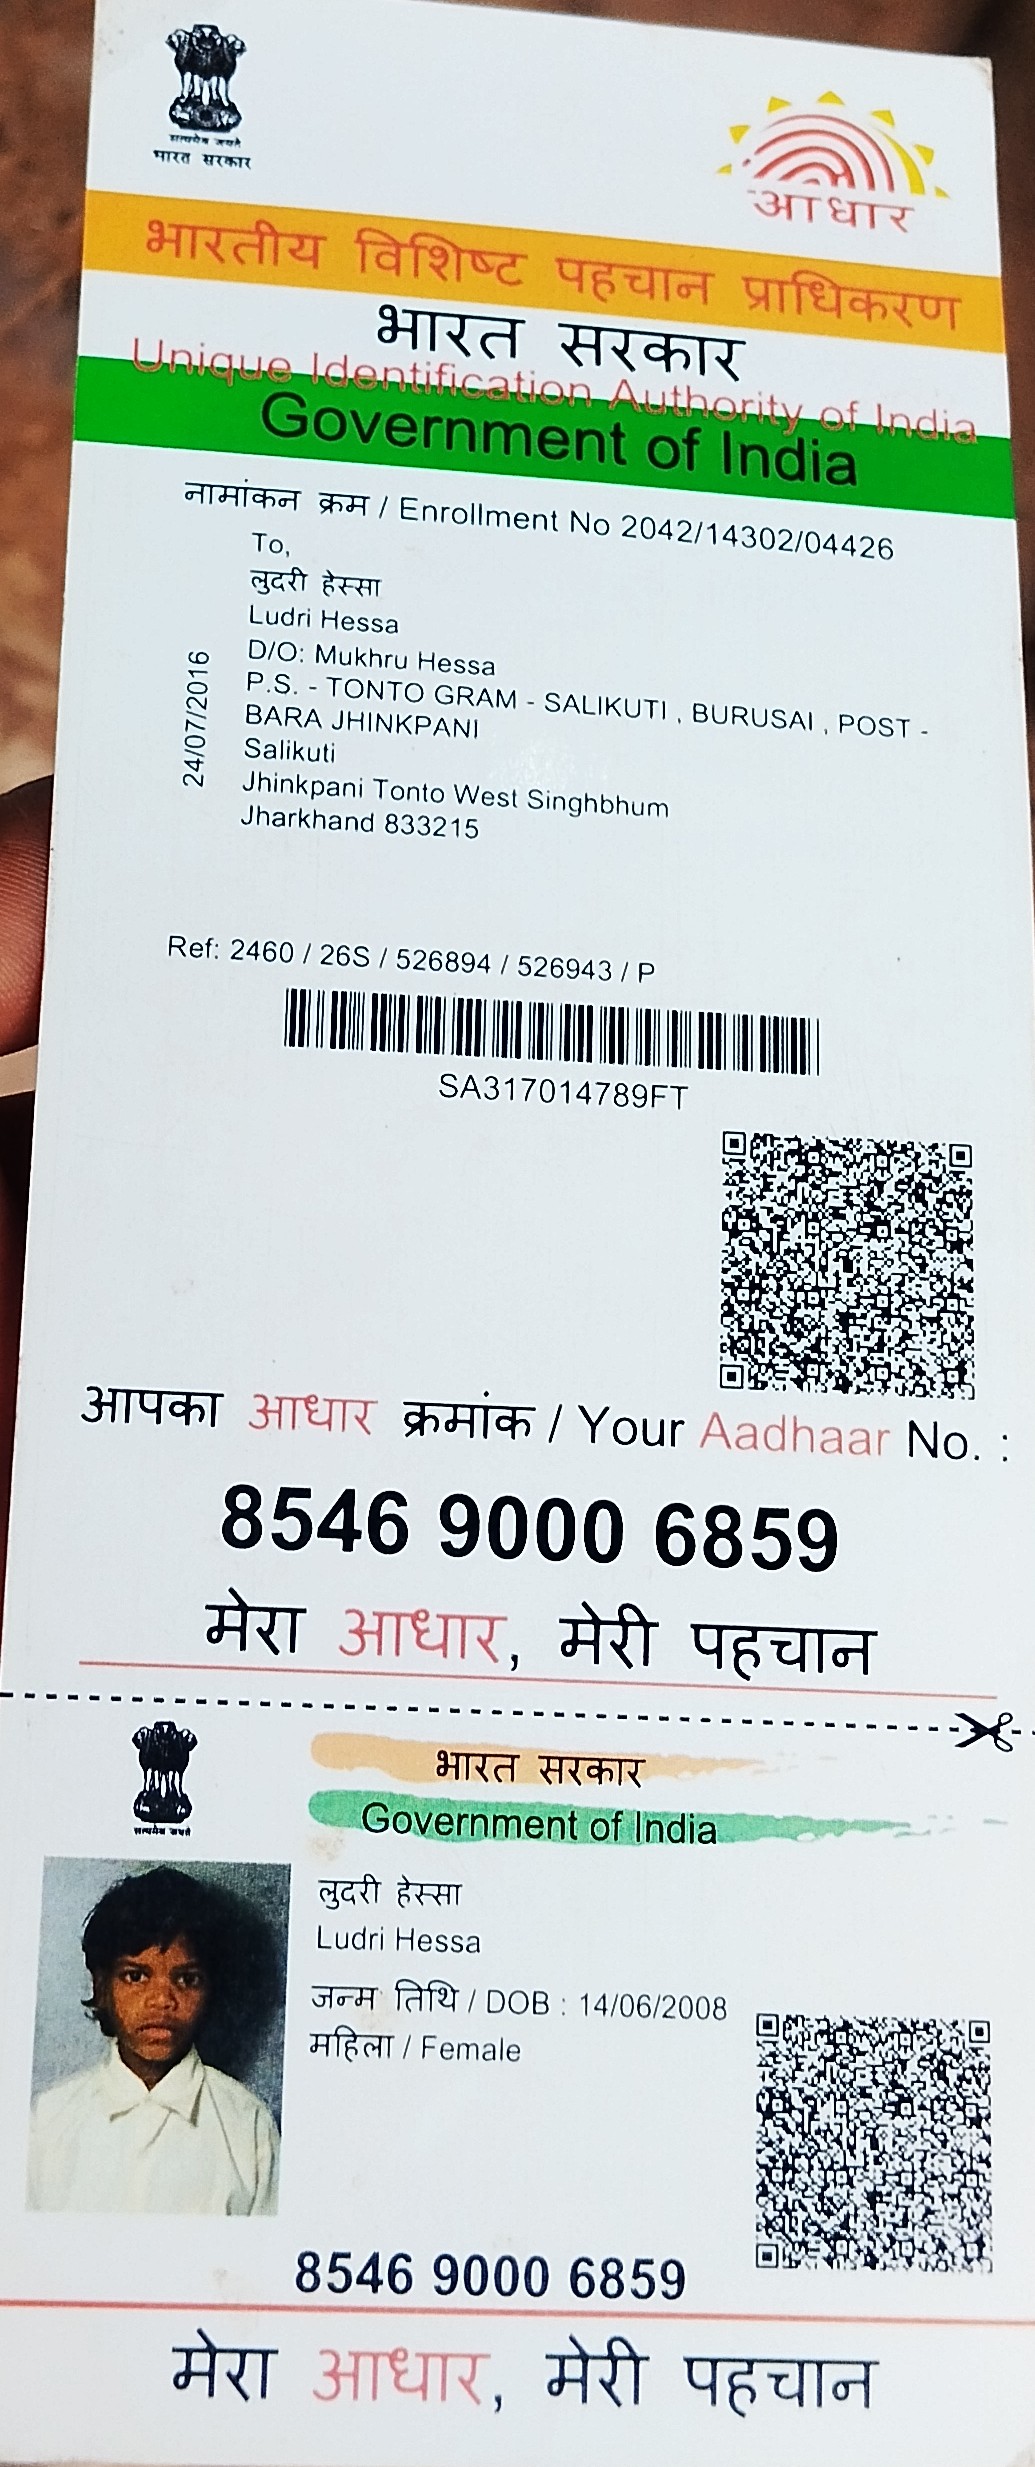 सत्यमेव जयते
भारत सरकार
आधार
भारतीय विशिष्ट पहचान प्राधिकरण
भारत सरकार
Unique Identification Authority of India
Government of India
नामांकन क्रम / Enrollment No 2042/14302/04426
To,
लुदरी हेस्सा
Ludri Hessa
D/O: Mukhru Hessa
P.S. - TONTO GRAM - SALIKUTI , BURUSAI , POST -
BARA JHINKPANI
Salikuti
Jhinkpani Tonto West Singhbhum
Jharkhand 833215
24/07/2016
Ref: 2460 / 26S / 526894 / 526943 / P
SA317014789FT
आपका आधार क्रमांक / Your Aadhaar No. :
8546 9000 6859
मेरा आधार, मेरी पहचान
सत्यमेव जयते
भारत सरकार
Government of India
लुदरी हेस्सा
Ludri Hessa
जन्म तिथि / DOB : 14/06/2008
महिला / Female
8546 9000 6859
मेरा आधार, मेरी पहचान